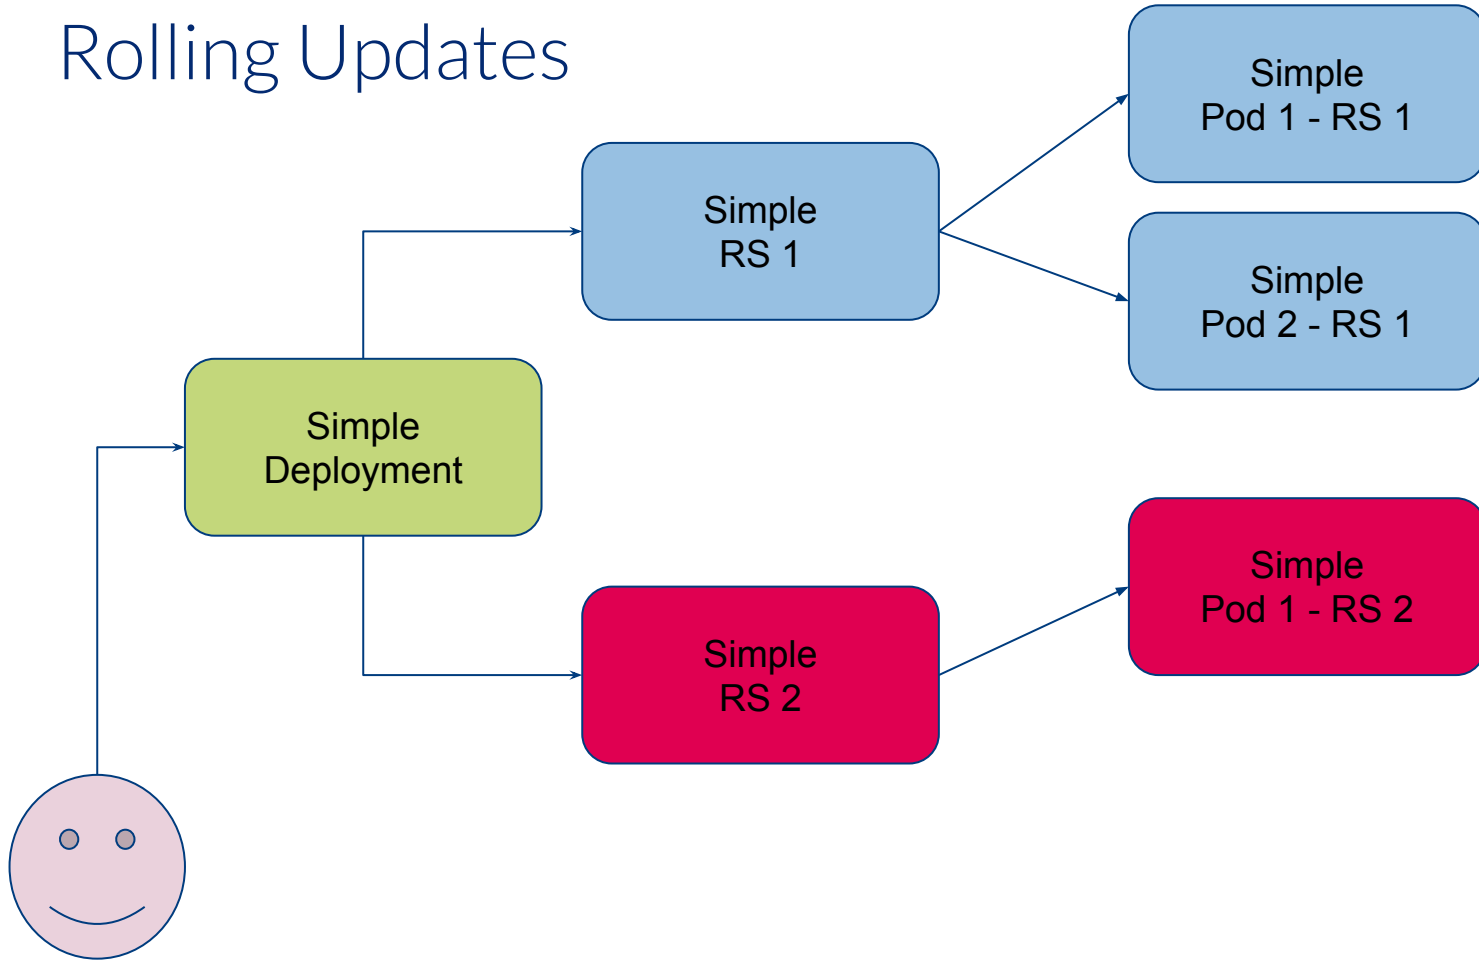 Rolling Updates
Simple
Pod 1 - RS 1
Simple
RS 1
Simple
Pod 2 - RS 1
Simple
Deployment
Simple
Pod 1 - RS 2
Simple
RS 2